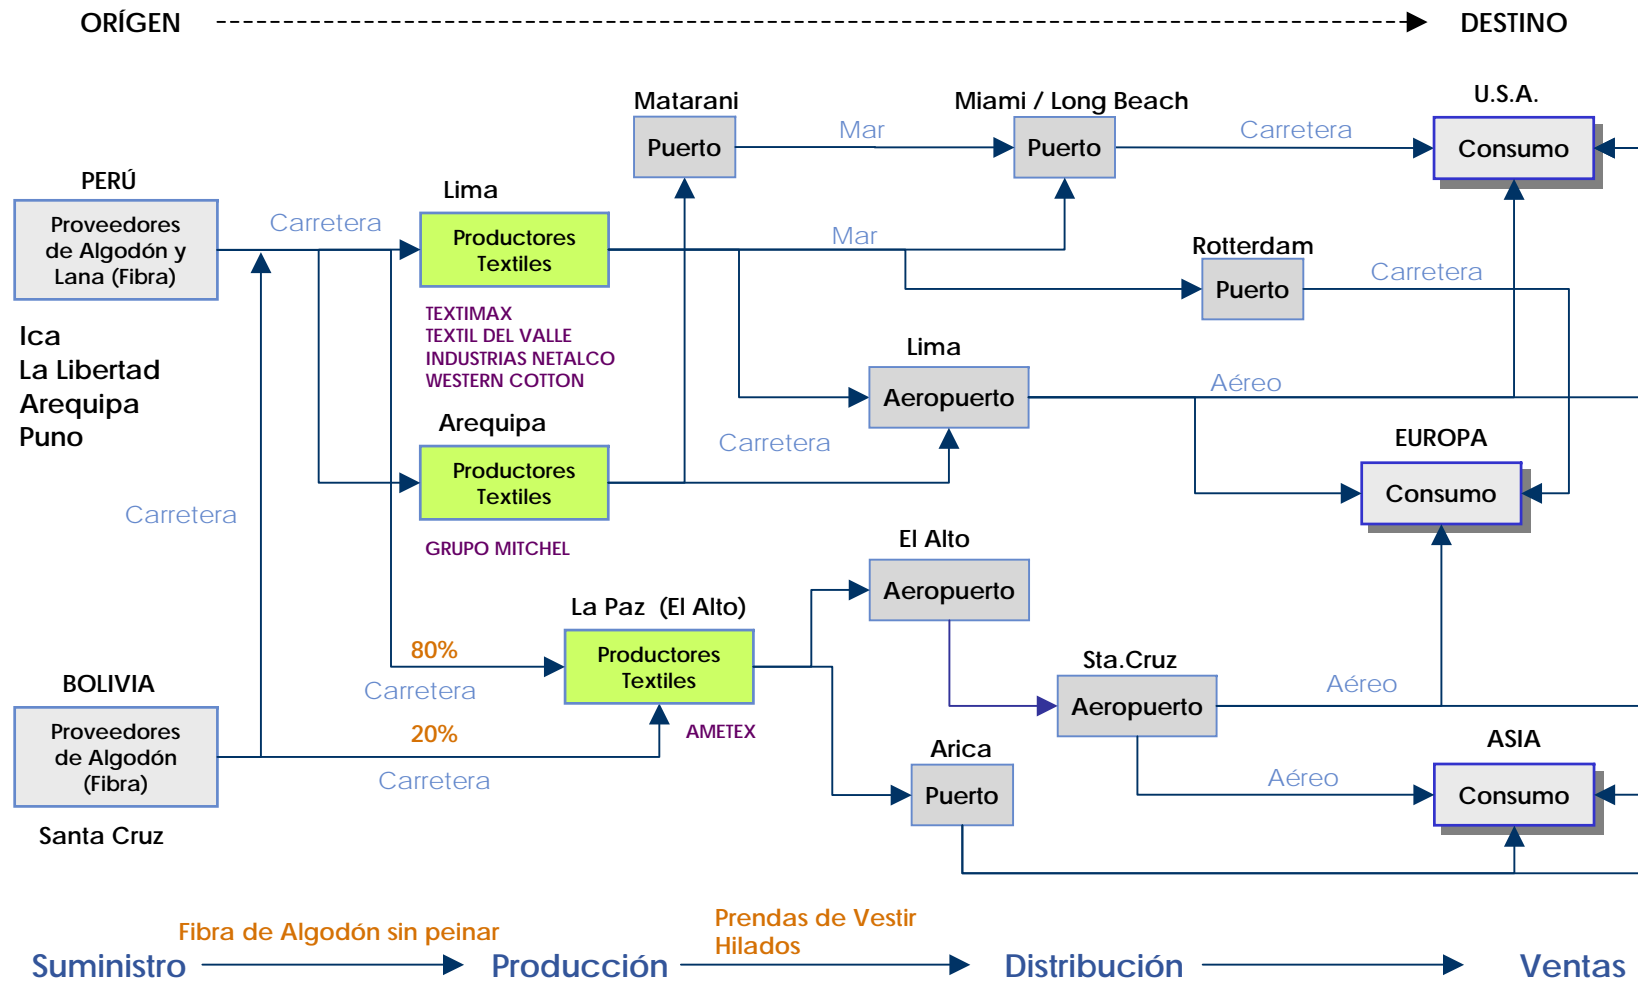 ORÍGEN
DESTINO
Matarani
Puerto
Mar
Miami / Long Beach
Puerto
Carretera
U.S.A.
Consumo
PERÚ
Proveedores
de Algodón y
Lana (Fibra)
Ica
La Libertad
Arequipa
Puno
Carretera
Lima
Productores
Textiles
TEXTIMAX
TEXTIL DEL VALLE
INDUSTRIAS NETALCO
WESTERN COTTON
Mar
Rotterdam
Puerto
Carretera
Lima
Aeropuerto
Aéreo
Arequipa
Productores
Textiles
GRUPO MITCHEL
Carretera
EUROPA
Consumo
Carretera
El Alto
Aeropuerto
La Paz  (El Alto)
Productores
Textiles
AMETEX
80%
Carretera
20%
Carretera
BOLIVIA
Proveedores
de Algodón
(Fibra)
Santa Cruz
Sta.Cruz
Aeropuerto
Aéreo
Arica
Puerto
Aéreo
ASIA
Consumo
Suministro
Fibra de Algodón sin peinar
Producción
Prendas de Vestir
Hilados
Distribución
Ventas